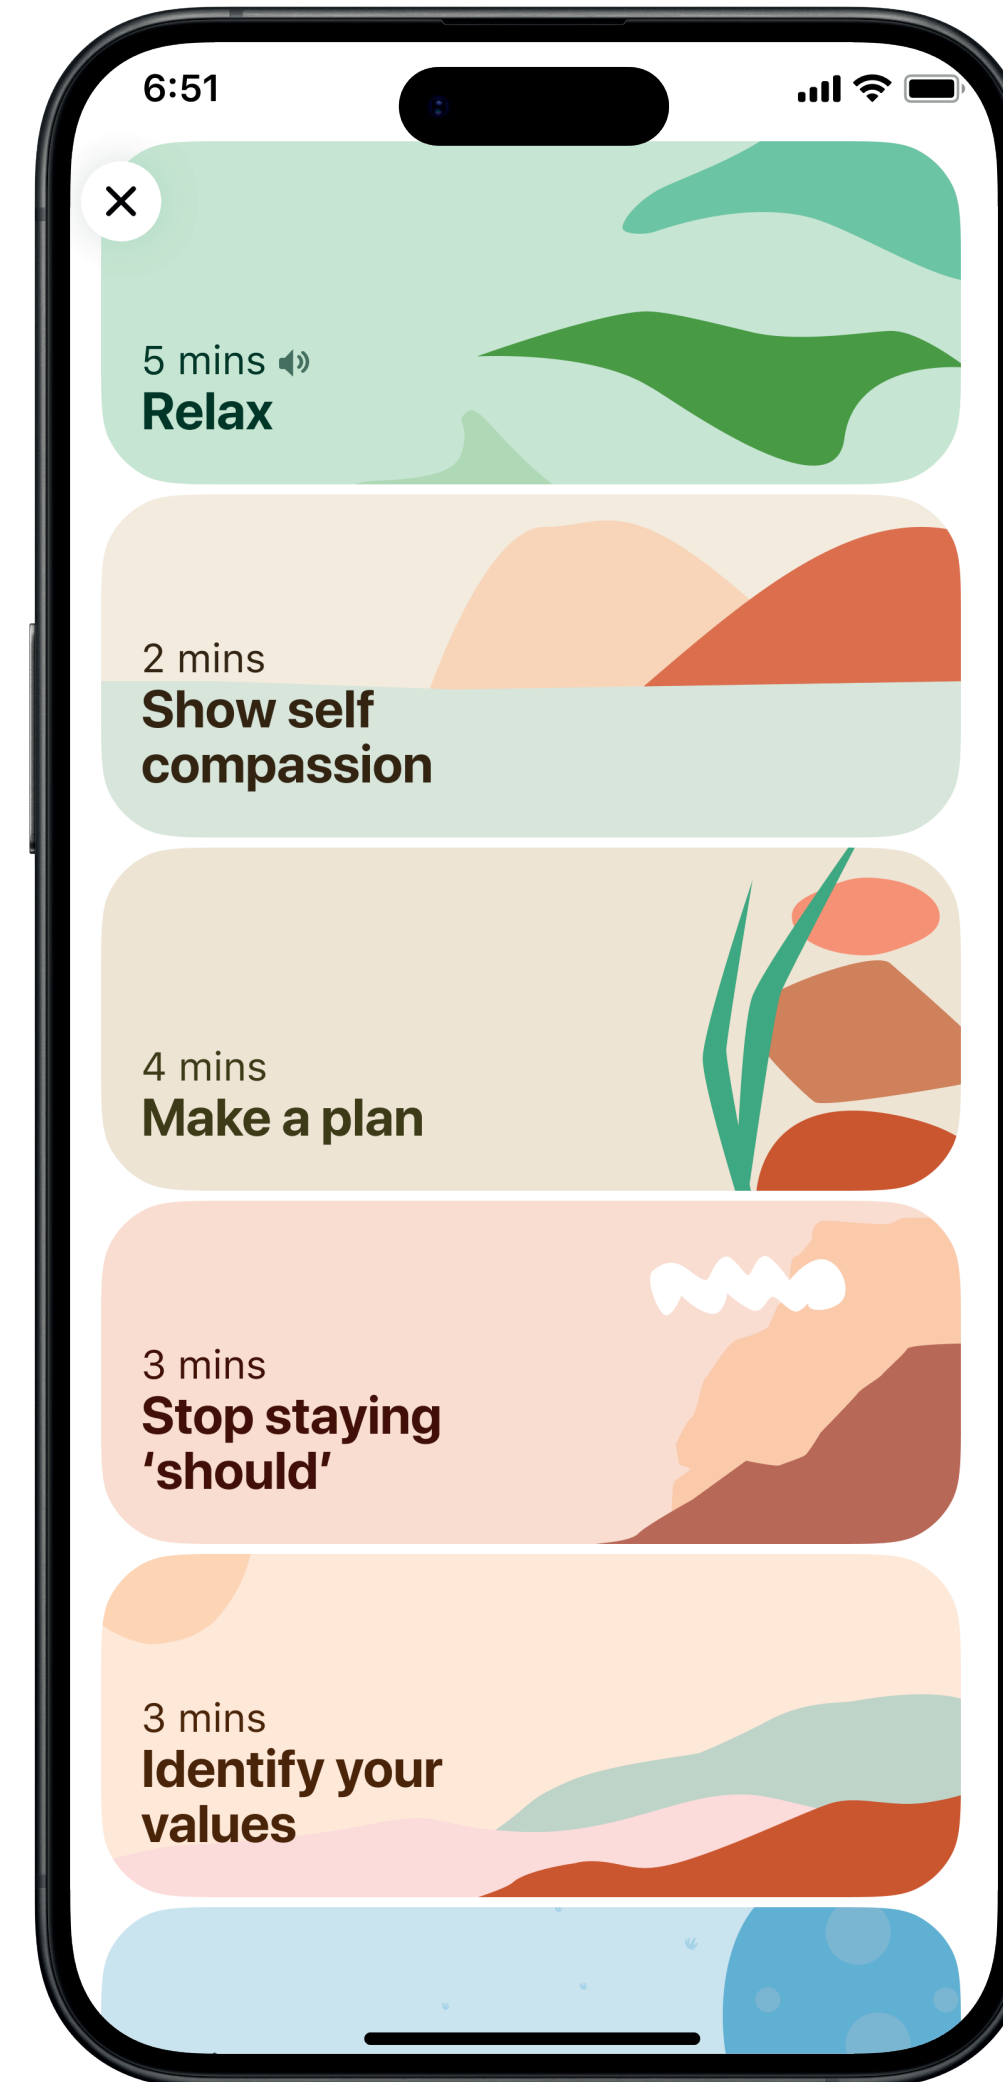 6:51
5 mins
Relax
2 mins
Show self
compassion
4 mins
Make a plan
3 mins
Stop staying
‘should’
3 mins
Identify your
values